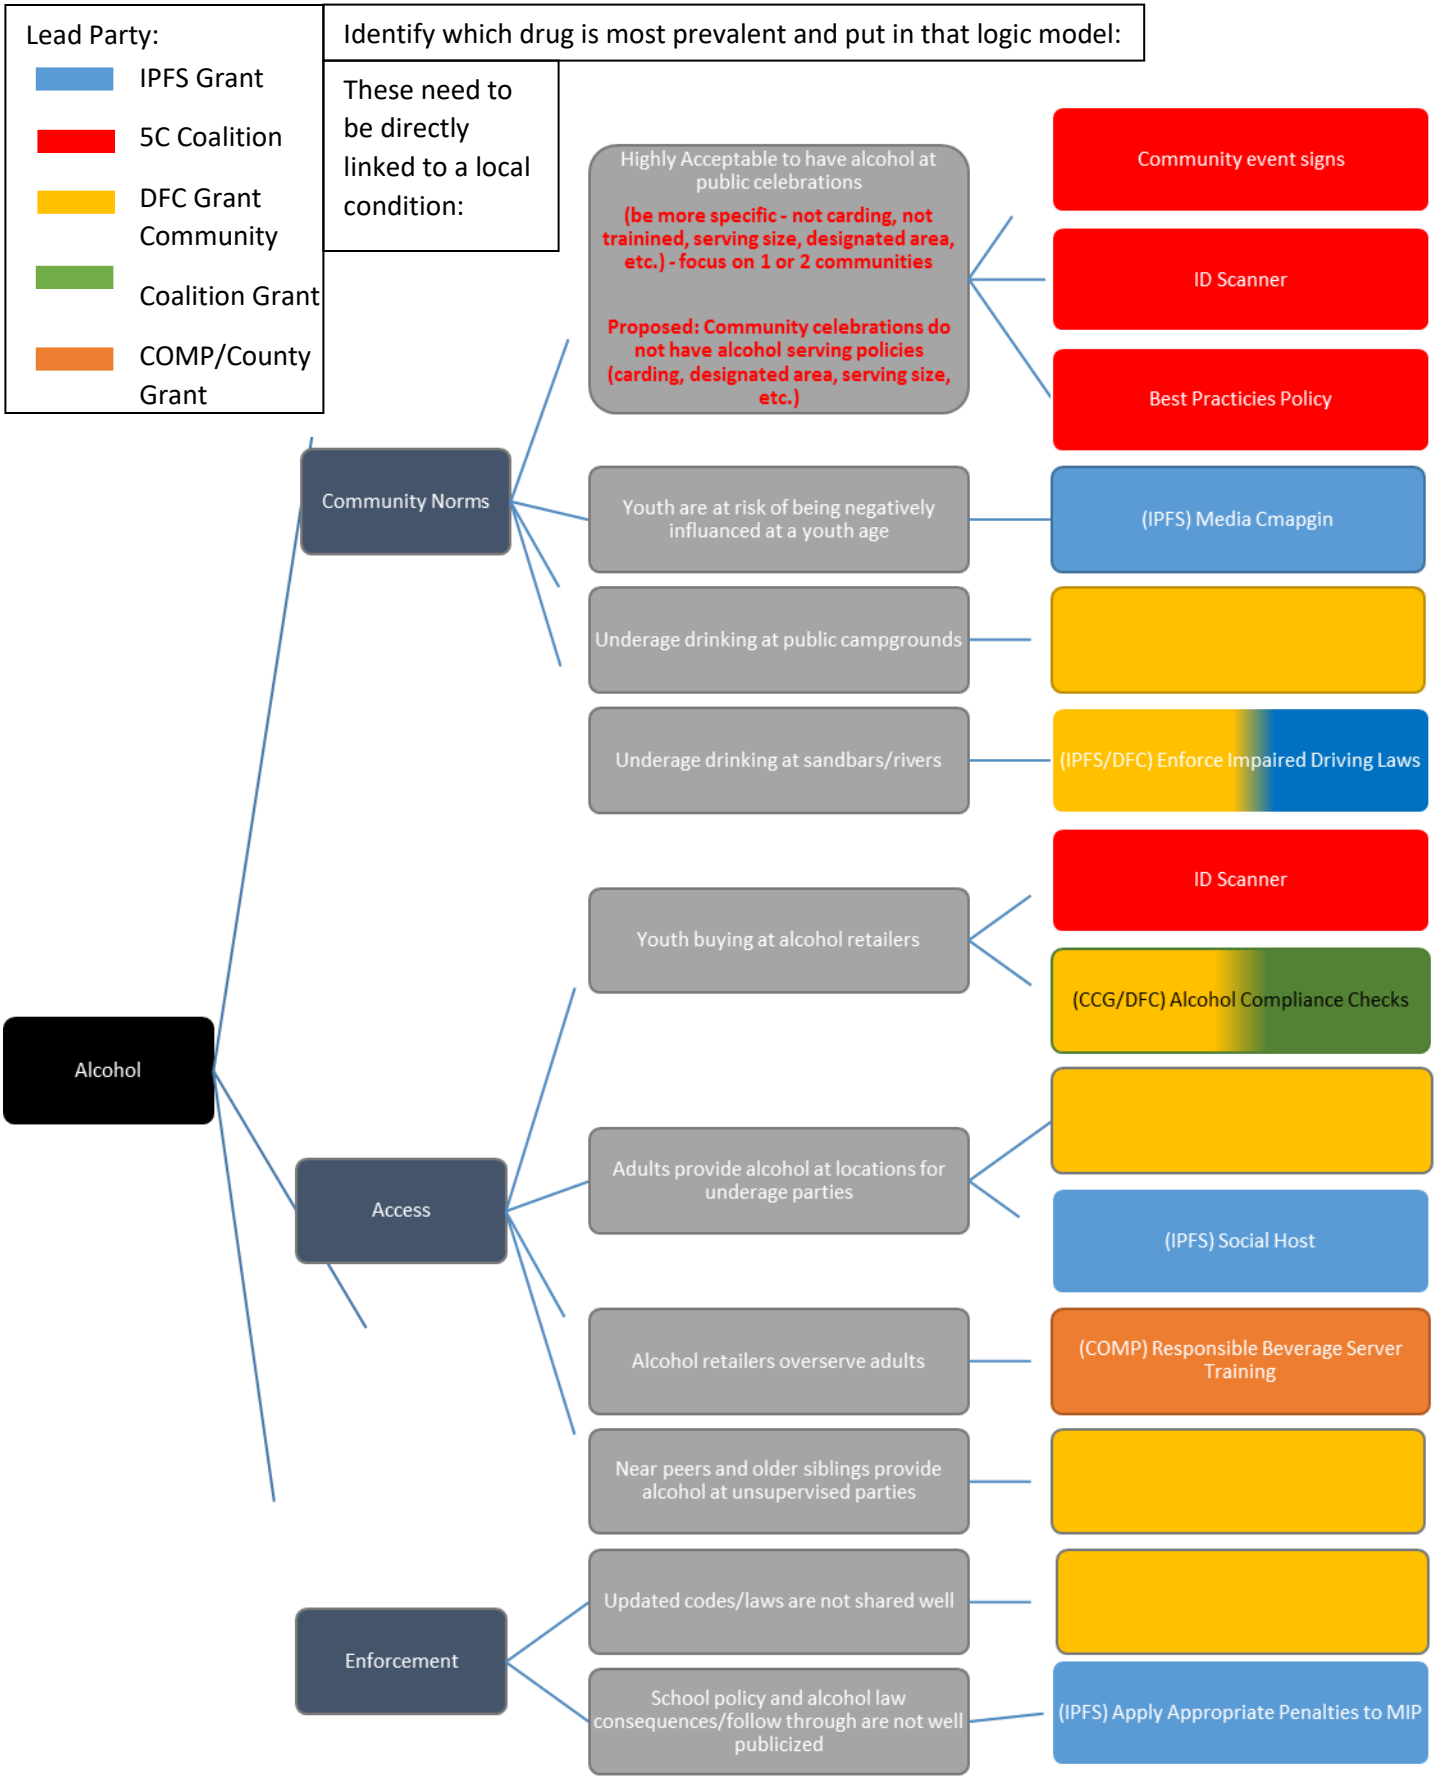 Lead Party:
IPFS Grant
5C Coalition
DFC Grant
Community
Coalition Grant
COMP/County
Grant
Identify which drug is most prevalent and put in that logic model:
These need to
be directly
linked to a local
condition:
Highly Acceptable to have alcohol at
public celebrations
(be more specific - not carding, not
trainined, serving size, designated area,
etc.) - focus on 1 or 2 communities
Proposed: Community celebrations do
not have alcohol serving policies
(carding, designated area, serving size,
etc.)
Community event signs
ID Scanner
Best Practicies Policy
Community Norms
Youth are at risk of being negatively
influanced at a youth age
(IPFS) Media Cmapgin
Underage drinking at public campgrounds
Underage drinking at sandbars/rivers
(IPFS/DFC) Enforce Impaired Driving Laws
ID Scanner
Youth buying at alcohol retailers
(CCG/DFC) Alcohol Compliance Checks
Alcohol
Adults provide alcohol at locations for
underage parties
Access
(IPFS) Social Host
Alcohol retailers overserve adults
(COMP) Responsible Beverage Server
Training
Near peers and older siblings provide
alcohol at unsupervised parties
Updated codes/laws are not shared well
Enforcement
School policy and alcohol law
consequences/follow through are not well
publicized
(IPFS) Apply Appropriate Penalties to MIP